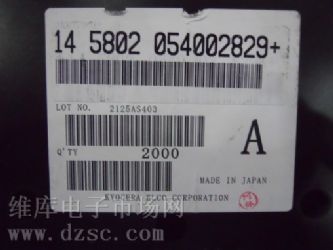 14 5802 054002829+
LOT NO. 2125AS403
A
Q'TY 2000
MADE IN JAPAN
KYOCERA ELCO CORPORATION
维库电子市场网
dzsc.com